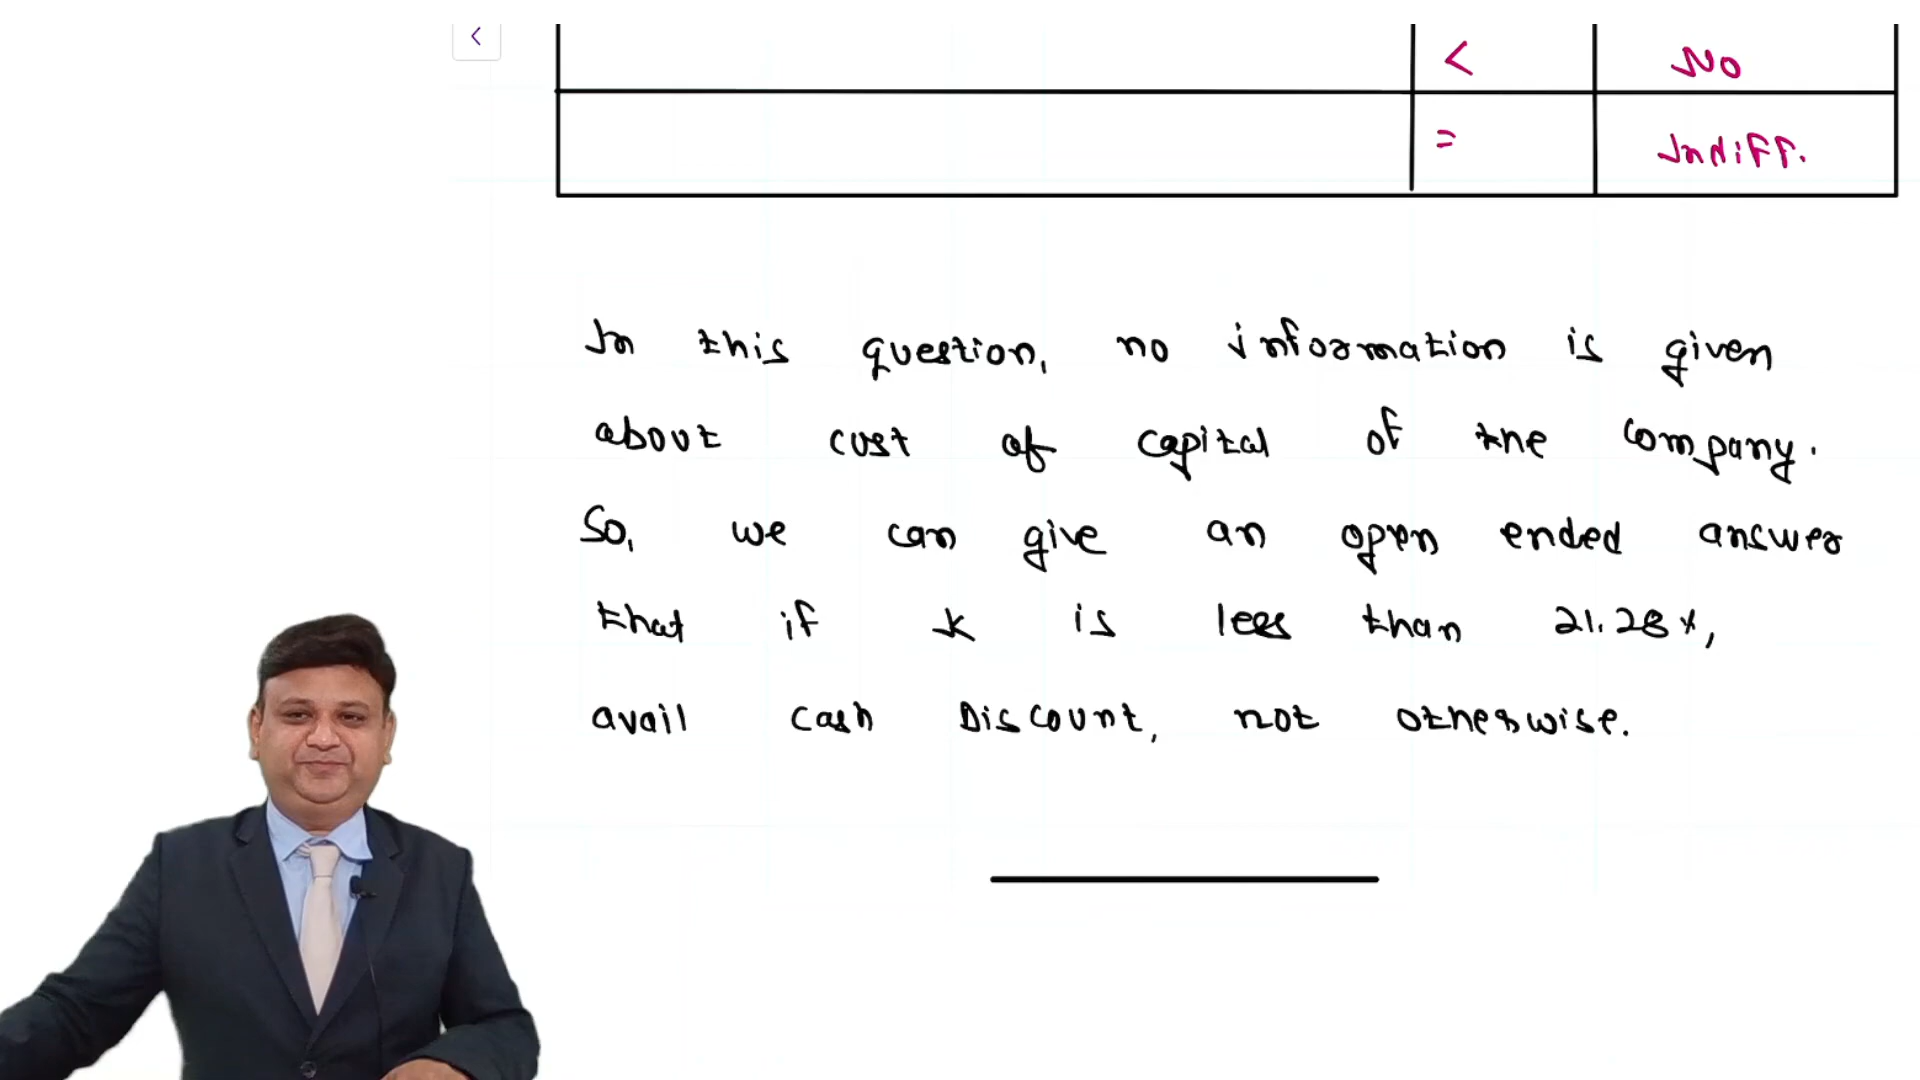 < No
= Indiff.
In this question, no information is given
about cost of capital of the company.
So, we can give an open ended answer
that if K is less than 21.28%,
avail cash Discount, not otherwise.